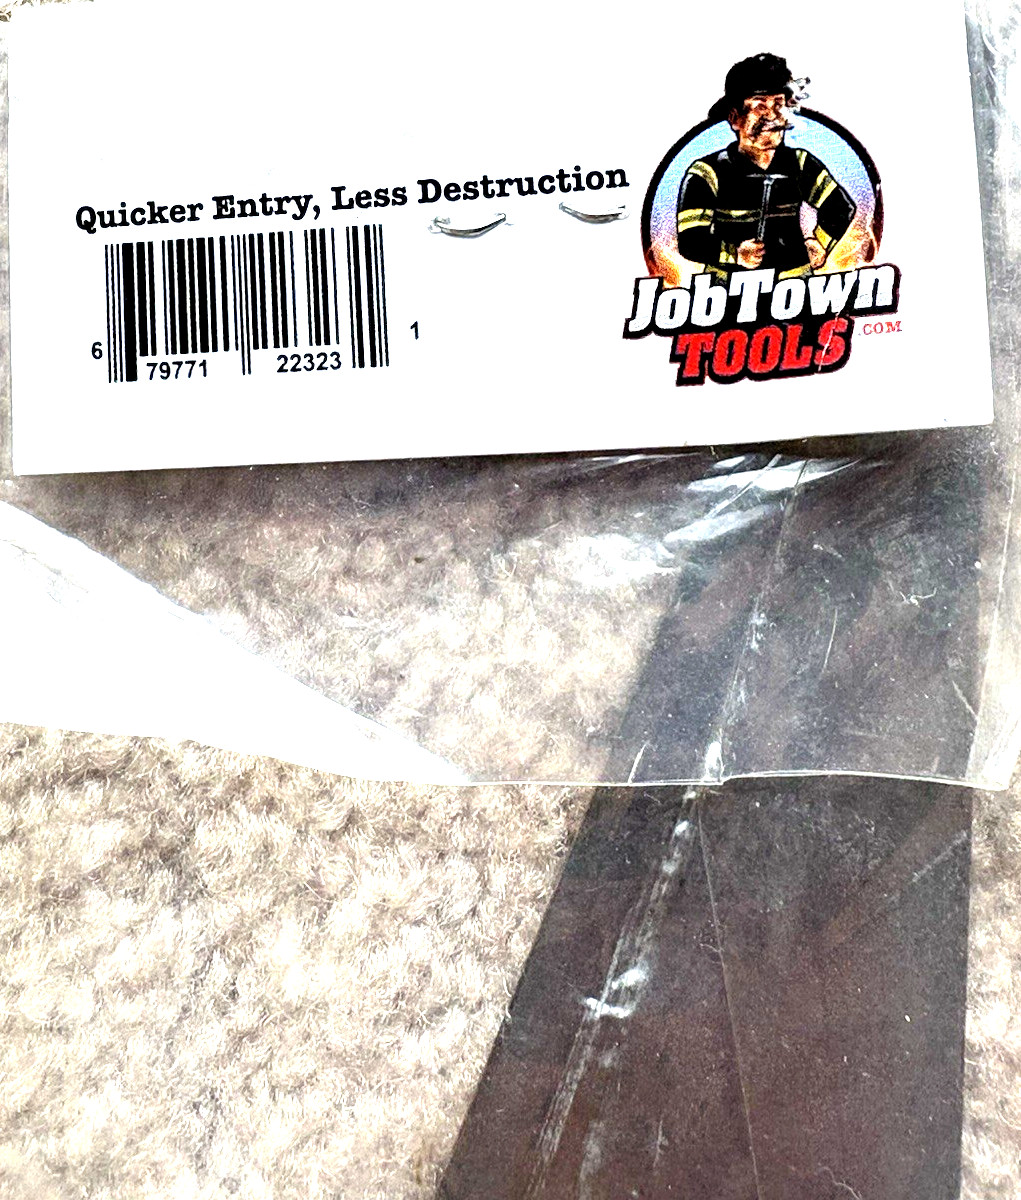 Quicker Entry, Less Destruction
6 79771 22323 1
JobTown
TOOLS .COM